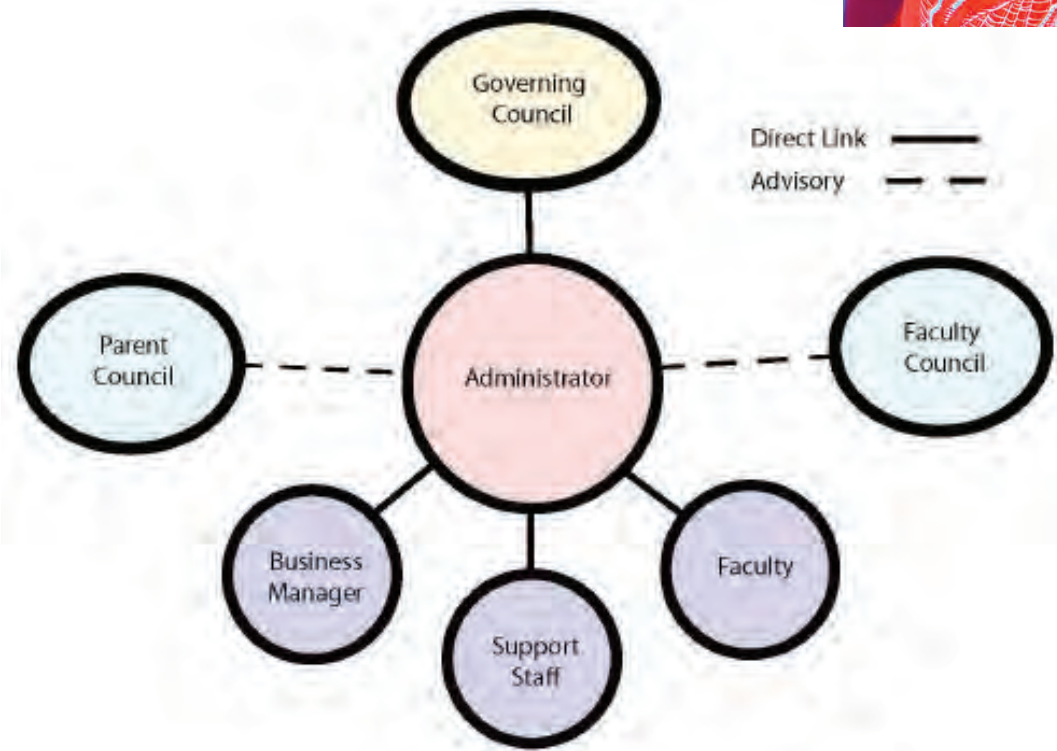 Governing
Council
Direct Link
Advisory
Parent
Council
Administrator
Faculty
Council
Business
Manager
Support
Staff
Faculty